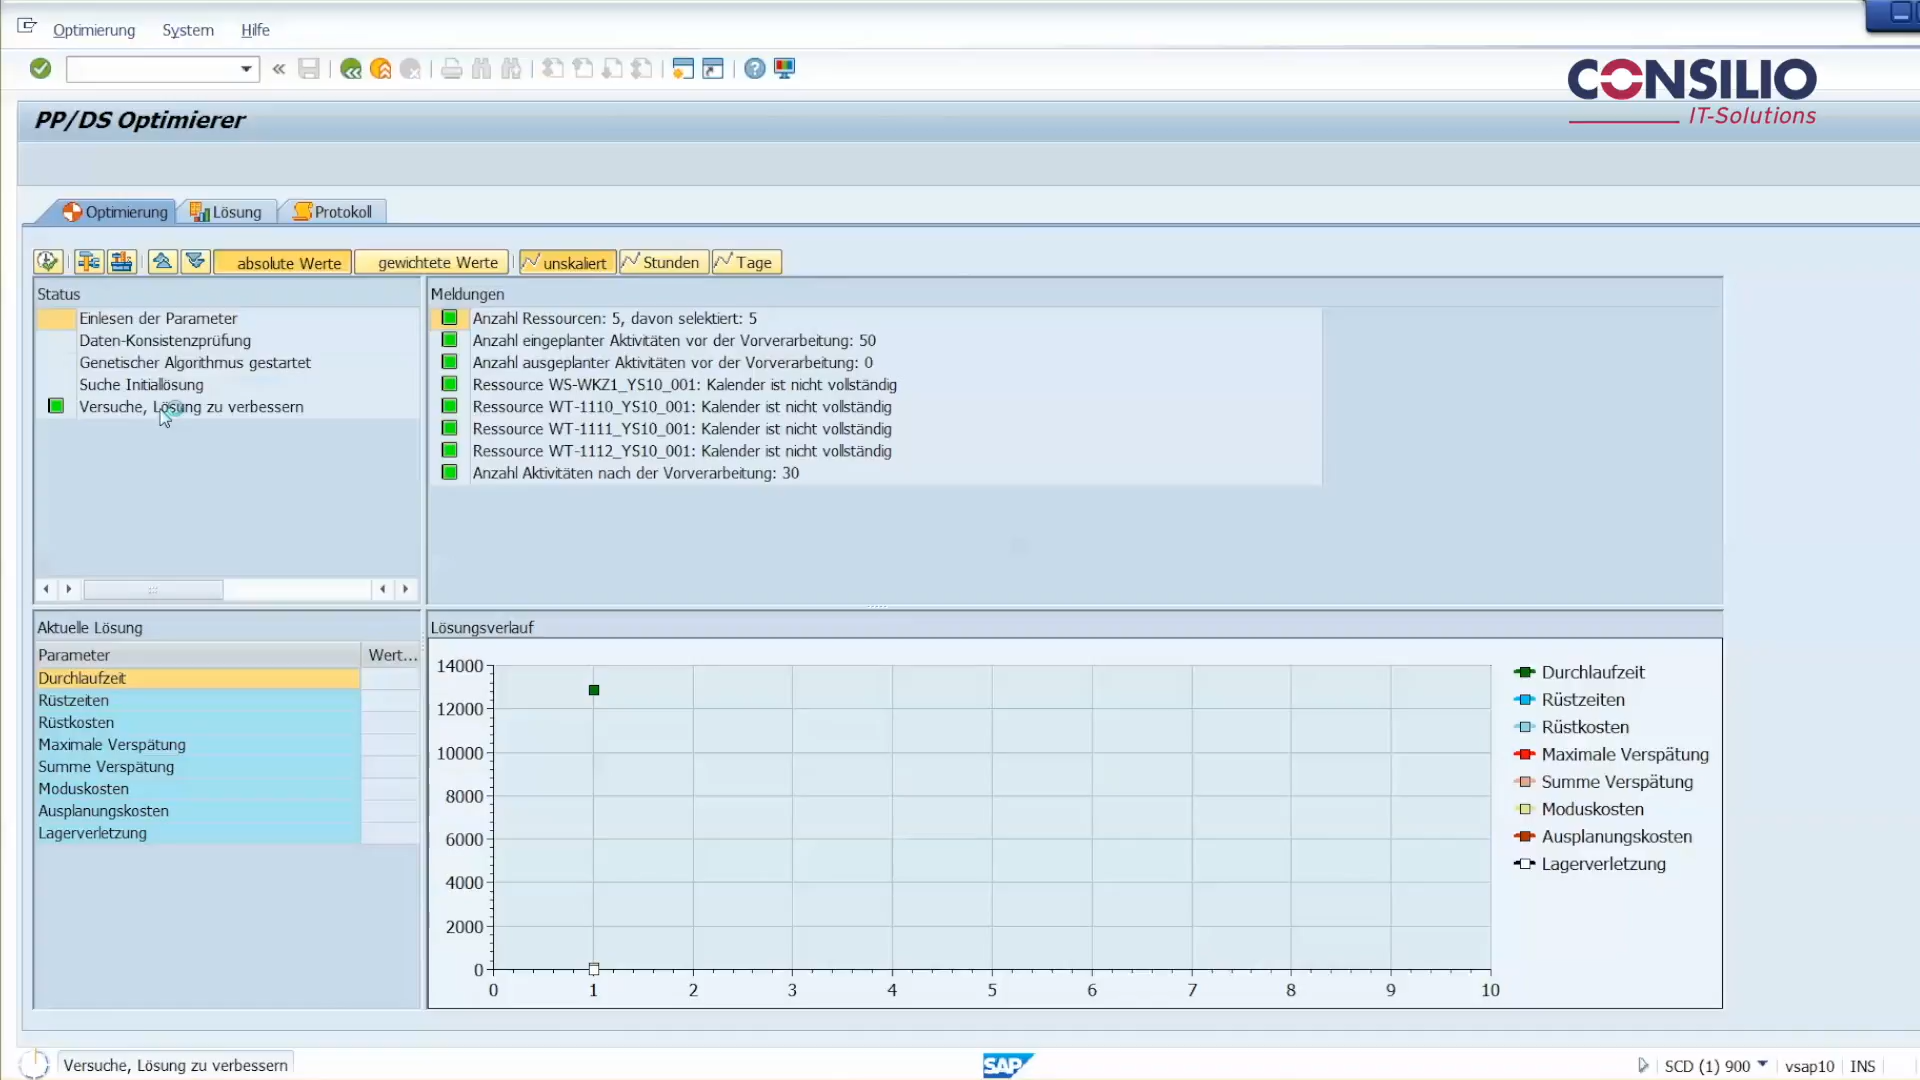 Optimierung System Hilfe
CONSILIO
IT-Solutions
PP/DS Optimierer
Optimierung Lösung Protokoll
absolute Werte gewichtete Werte unskaliert Stunden Tage
Status
Einlesen der Parameter
Daten-Konsistenzprüfung
Genetischer Algorithmus gestartet
Suche Initiallösung
Versuche, Lösung zu verbessern
Meldungen
Anzahl Ressourcen: 5, davon selektiert: 5
Anzahl eingeplanter Aktivitäten vor der Vorverarbeitung: 50
Anzahl ausgeplanter Aktivitäten vor der Vorverarbeitung: 0
Ressource WS-WKZ1_YS10_001: Kalender ist nicht vollständig
Ressource WT-1110_YS10_001: Kalender ist nicht vollständig
Ressource WT-1111_YS10_001: Kalender ist nicht vollständig
Ressource WT-1112_YS10_001: Kalender ist nicht vollständig
Anzahl Aktivitäten nach der Vorverarbeitung: 30
Aktuelle Lösung
Parameter Wert...
Durchlaufzeit
Rüstzeiten
Rüstkosten
Maximale Verspätung
Summe Verspätung
Moduskosten
Ausplanungskosten
Lagerverletzung
Lösungsverlauf
14000
12000
10000
8000
6000
4000
2000
0
0 1 2 3 4 5 6 7 8 9 10
Durchlaufzeit
Rüstzeiten
Rüstkosten
Maximale Verspätung
Summe Verspätung
Moduskosten
Ausplanungskosten
Lagerverletzung
Versuche, Lösung zu verbessern
SAP
SCD (1) 900 vsap10 INS